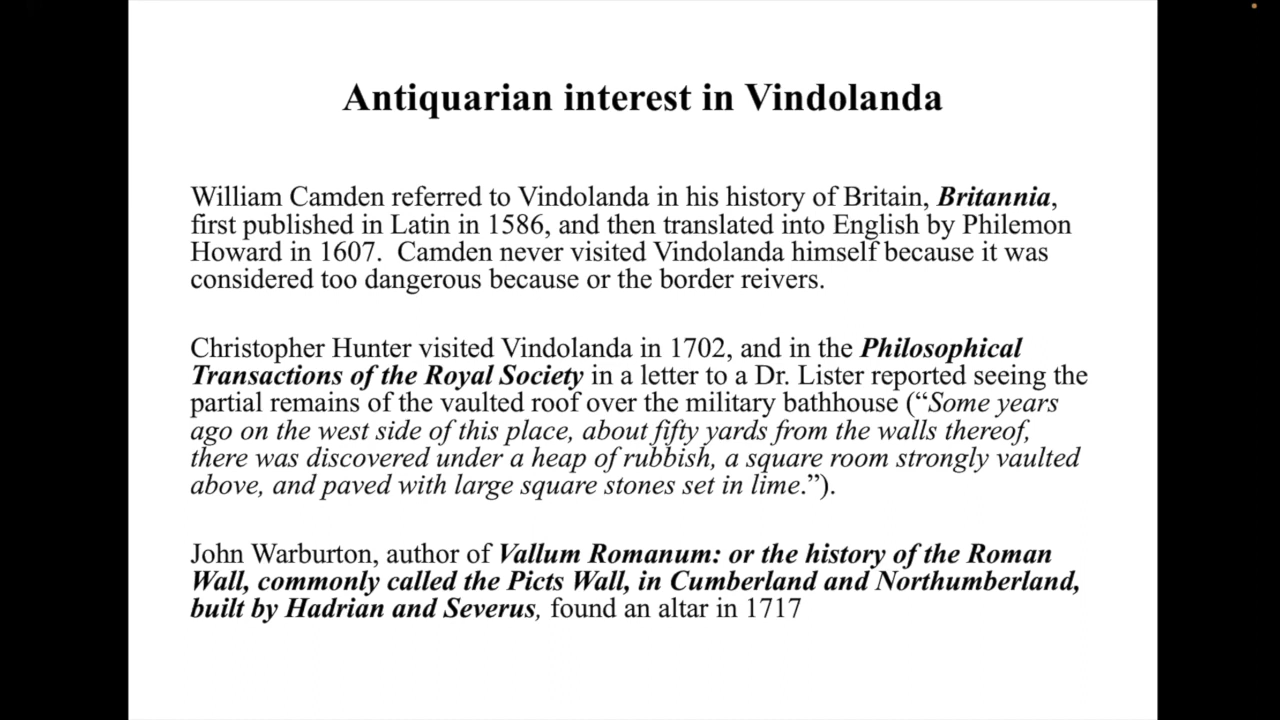 Antiquarian interest in Vindolanda
William Camden referred to Vindolanda in his history of Britain, Britannia,
first published in Latin in 1586, and then translated into English by Philemon
Howard in 1607.  Camden never visited Vindolanda himself because it was
considered too dangerous because or the border reivers.
Christopher Hunter visited Vindolanda in 1702, and in the Philosophical
Transactions of the Royal Society in a letter to a Dr. Lister reported seeing the
partial remains of the vaulted roof over the military bathhouse (“Some years
ago on the west side of this place, about fifty yards from the walls thereof,
there was discovered under a heap of rubbish, a square room strongly vaulted
above, and paved with large square stones set in lime.”).
John Warburton, author of Vallum Romanum: or the history of the Roman
Wall, commonly called the Picts Wall, in Cumberland and Northumberland,
built by Hadrian and Severus, found an altar in 1717